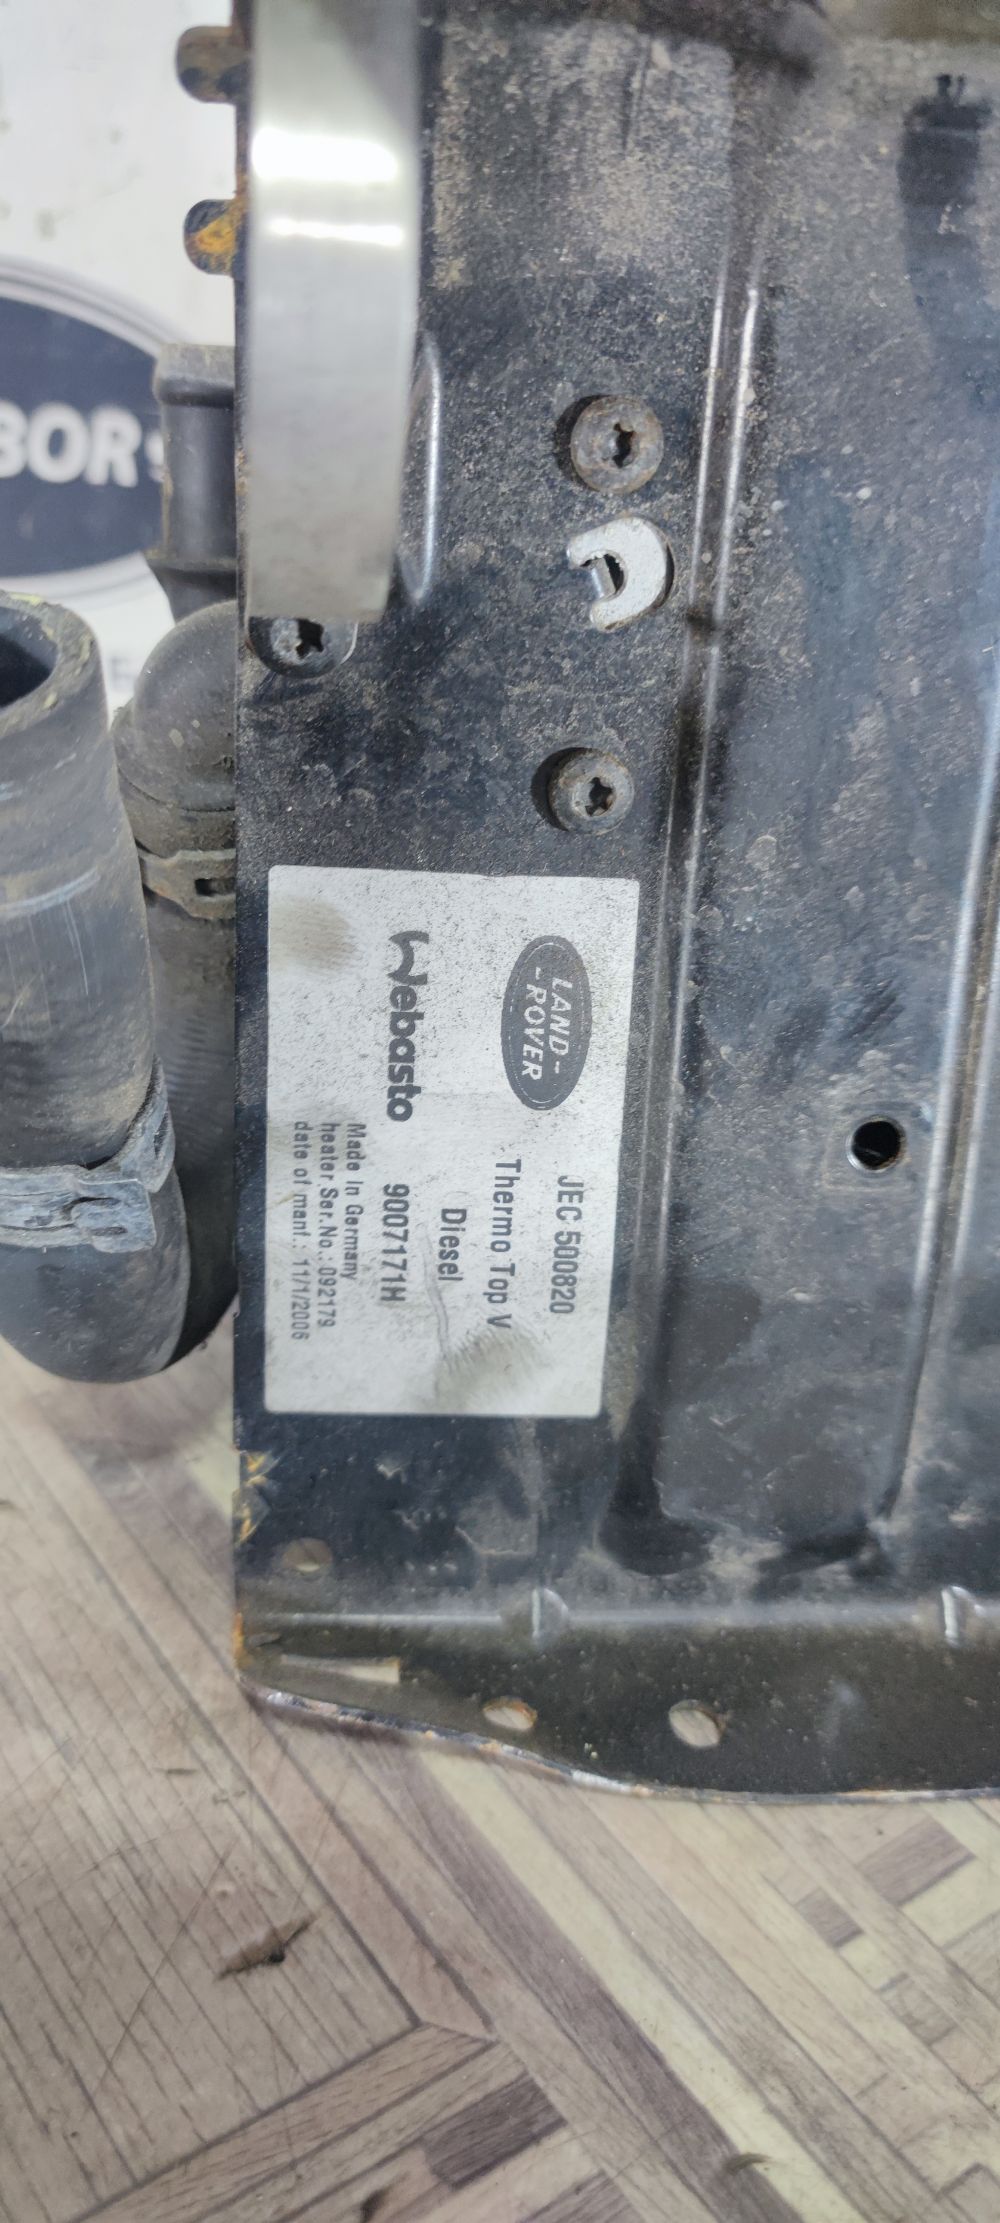 BOR
LAND-
-ROVER
JEC 500820
Thermo Top V
Diesel
Webasto
9007171H
Made in Germany
heater Ser.No.: 092179
date of manf.: 11/1/2006